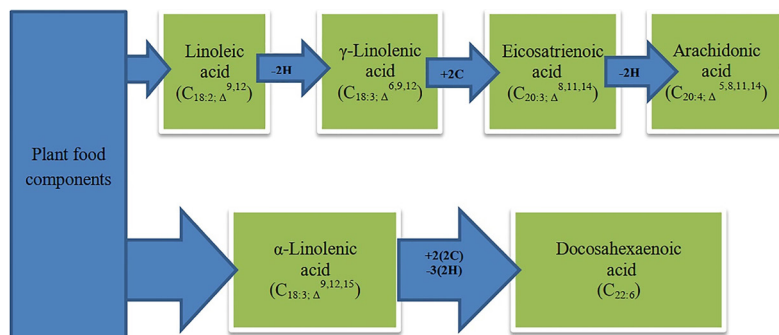 Plant food
components
Linoleic
acid
(C18:2; Δ9,12)
-2H
γ-Linolenic
acid
(C18:3; Δ6,9,12)
+2C
Eicosatrienoic
acid
(C20:3; Δ8,11,14)
-2H
Arachidonic
acid
(C20:4; Δ5,8,11,14)
α-Linolenic
acid
(C18:3; Δ9,12,15)
+2(2C)
-3(2H)
Docosahexaenoic
acid
(C22:6)